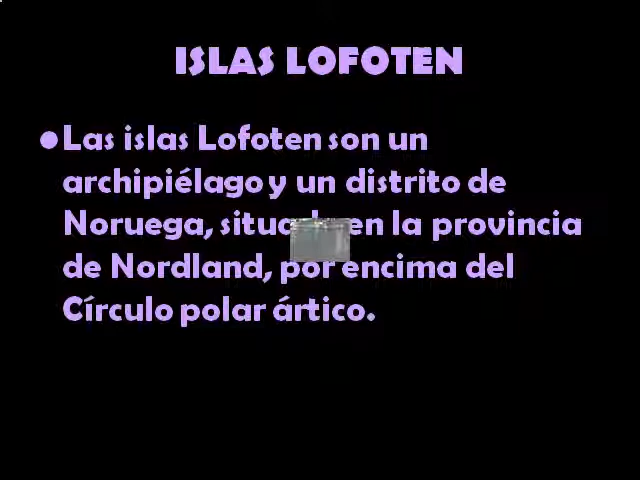 ISLAS LOFOTEN
•Las islas Lofoten son un
archipiélago y un distrito de
Noruega, en la provincia
de Nordland, por encima del
Círculo polar ártico.